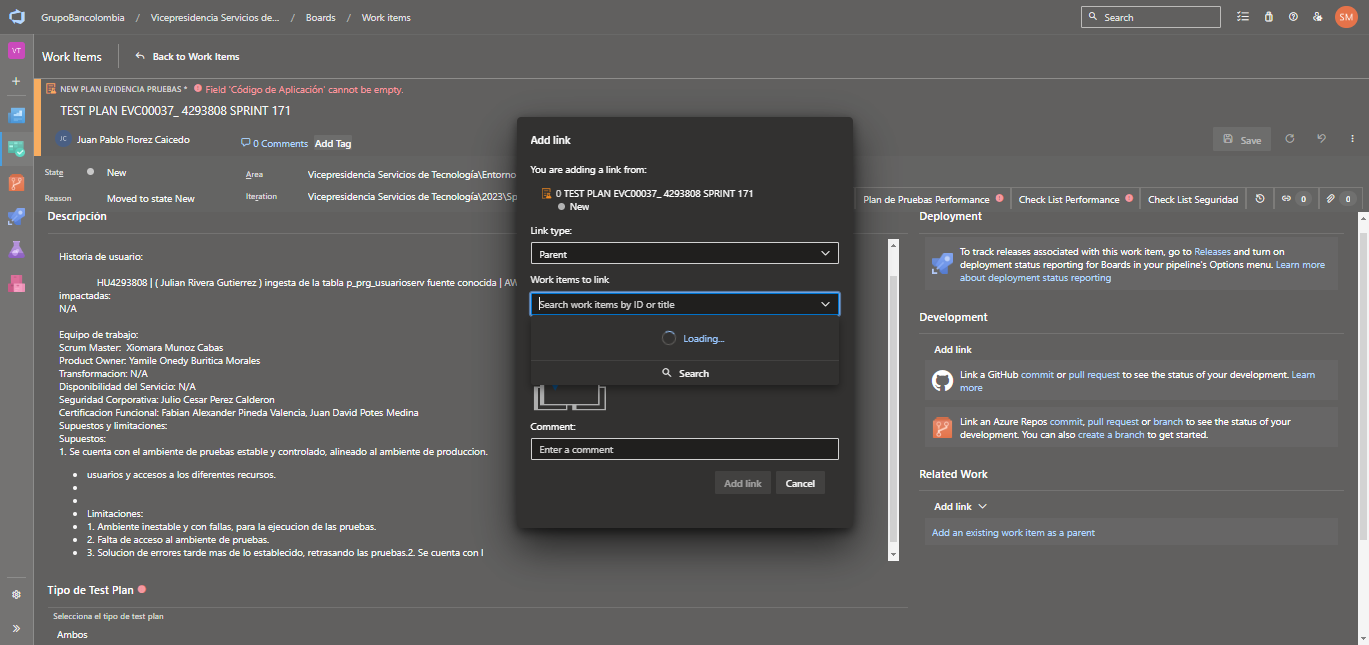 GrupoBancolombia / Vicepresidencia Servicios de... / Boards / Work items
Search
SM
VT
Work Items
Back to Work Items
NEW PLAN EVIDENCIA PRUEBAS * Field 'Código de Aplicación' cannot be empty.
TEST PLAN EVC00037_ 4293808 SPRINT 171
JC Juan Pablo Florez Caicedo
0 Comments
Add Tag
Save
State New
Area Vicepresidencia Servicios de Tecnología\Entorno
Reason Moved to state New
Iteration Vicepresidencia Servicios de Tecnología\2023\Sp
Plan de Pruebas Performance
Check List Performance
Check List Seguridad
0
0
Descripción
Historia de usuario:
HU4293808 | ( Julian Rivera Gutierrez ) ingesta de la tabla p_prg_usuarioserv fuente conocida | AW
impactadas:
N/A
Equipo de trabajo:
Scrum Master: Xiomara Munoz Cabas
Product Owner: Yamile Onedy Buritica Morales
Transformacion: N/A
Disponibilidad del Servicio: N/A
Seguridad Corporativa: Julio Cesar Perez Calderon
Certificacion Funcional: Fabian Alexander Pineda Valencia, Juan David Potes Medina
Supuestos y limitaciones:
Supuestos:
1. Se cuenta con el ambiente de pruebas estable y controlado, alineado al ambiente de produccion.
usuarios y accesos a los diferentes recursos.
Limitaciones:
1. Ambiente inestable y con fallas, para la ejecucion de las pruebas.
2. Falta de acceso al ambiente de pruebas.
3. Solucion de errores tarde mas de lo establecido, retrasando las pruebas.2. Se cuenta con l
Tipo de Test Plan
Selecciona el tipo de test plan
Ambos
Add link
You are adding a link from:
0 TEST PLAN EVC00037_ 4293808 SPRINT 171
New
Link type:
Parent
Work items to link
Search work items by ID or title
Loading...
Search
Comment:
Enter a comment
Add link
Cancel
Deployment
To track releases associated with this work item, go to Releases and turn on
deployment status reporting for Boards in your pipeline's Options menu. Learn more
about deployment status reporting
Development
Add link
Link a GitHub commit or pull request to see the status of your development. Learn
more
Link an Azure Repos commit, pull request or branch to see the status of your
development. You can also create a branch to get started.
Related Work
Add link
Add an existing work item as a parent